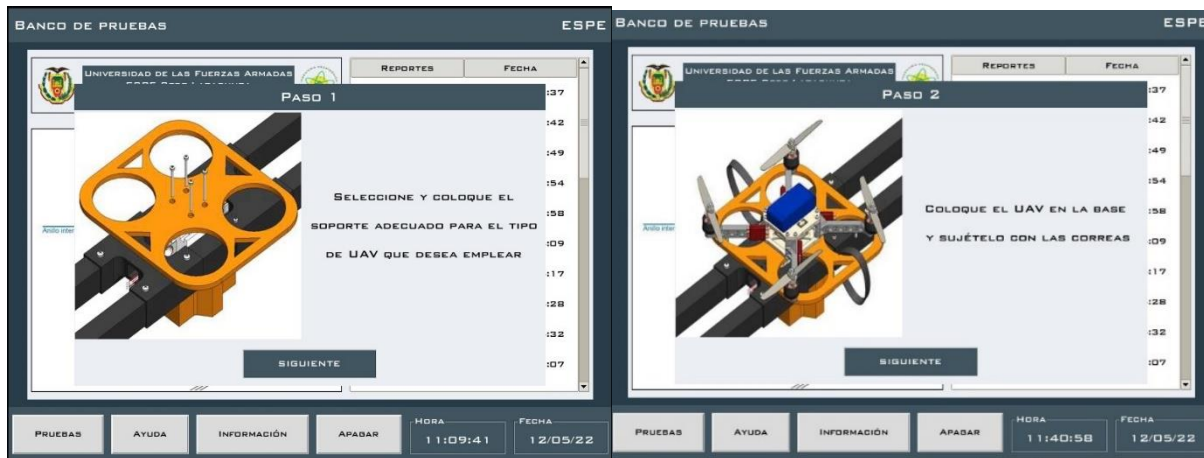 BANCO DE PRUEBAS
ESPE
UNIVERSIDAD DE LAS FUERZAS ARMADAS
REPORTES
FECHA
PASO 1
:37
:42
:49
:54
:58
:09
:17
:28
:32
:07
Anillo inter
SELECCIONE Y COLOQUE EL
SOPORTE ADECUADO PARA EL TIPO
DE UAV QUE DESEA EMPLEAR
SIGUIENTE
PRUEBAS
AYUDA
INFORMACIÓN
APAGAR
HORA
11:09:41
FECHA
12/05/22
BANCO DE PRUEBAS
ESPE
UNIVERSIDAD DE LAS FUERZAS ARMADAS
REPORTES
FECHA
PASO 2
:37
:42
:49
:54
:58
:09
:17
:28
:32
:07
Anillo inter
COLOQUE EL UAV EN LA BASE
Y SUJÉTELO CON LAS CORREAS
SIGUIENTE
PRUEBAS
AYUDA
INFORMACIÓN
APAGAR
HORA
11:40:58
FECHA
12/05/22